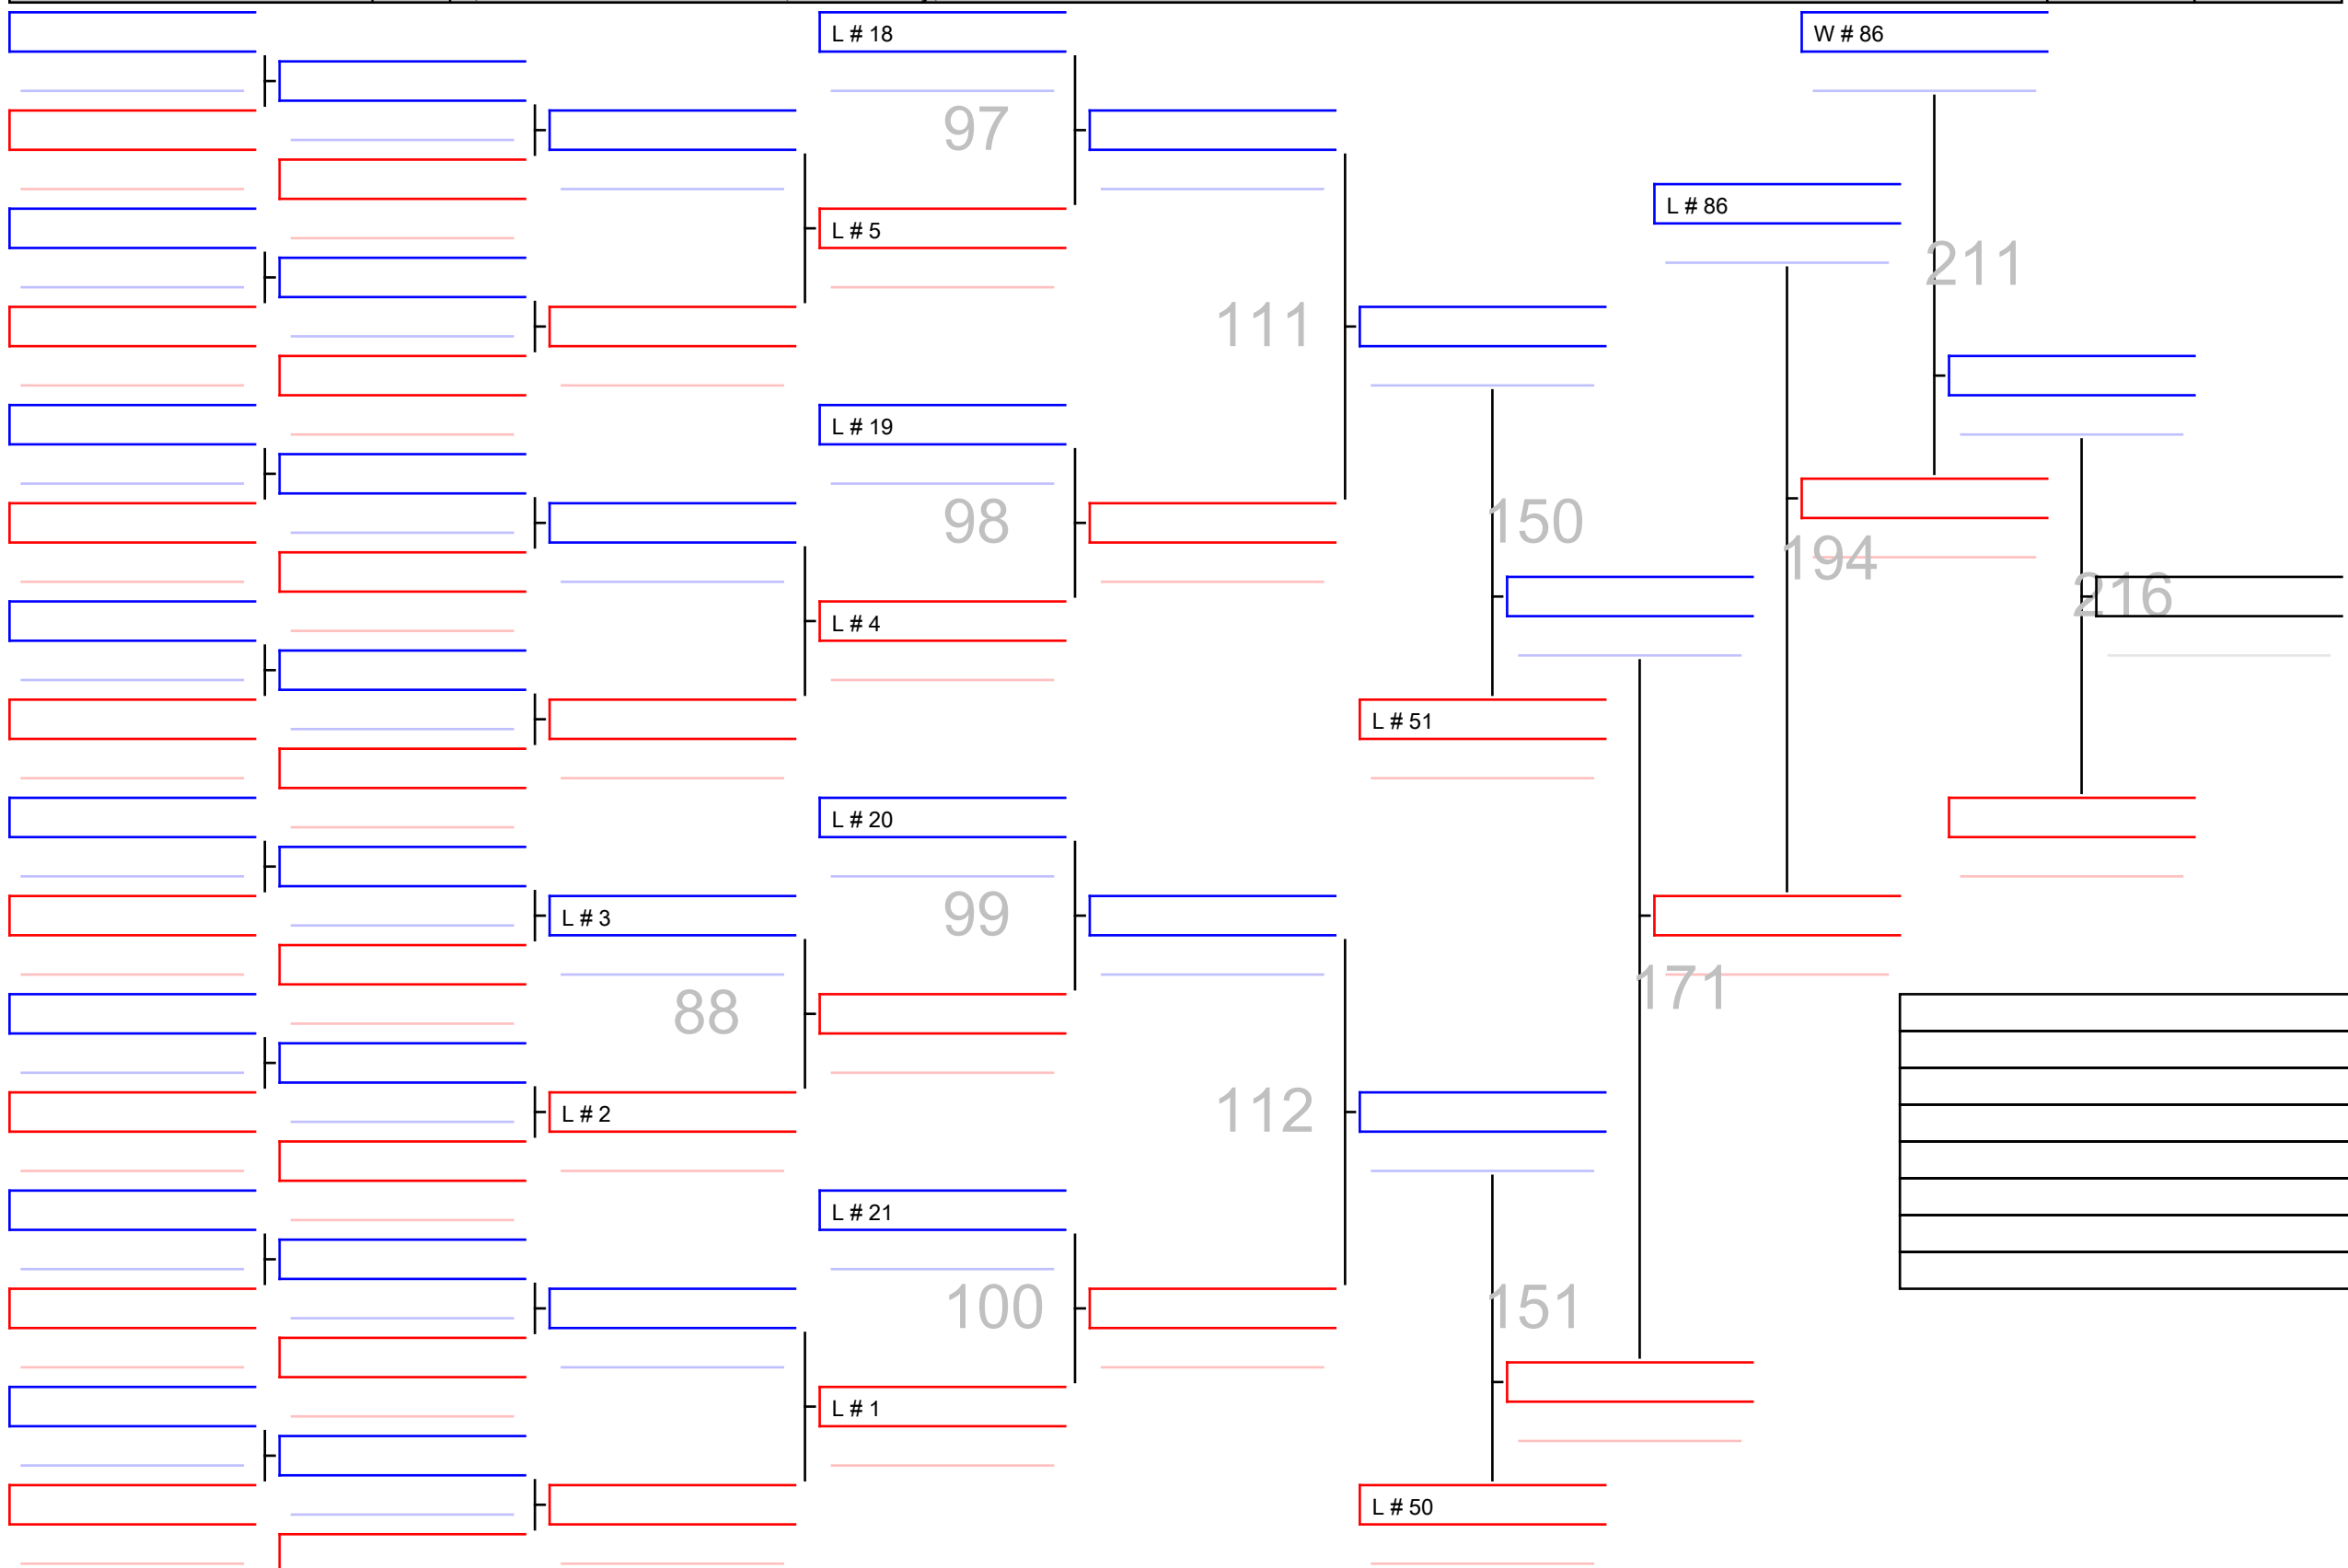 L # 18
W # 86
97
L # 86
L # 5
211
111
L # 19
98
150
194
216
L # 4
L # 51
L # 20
99
L # 3
171
88
112
L # 2
L # 21
100
151
L # 1
L # 50